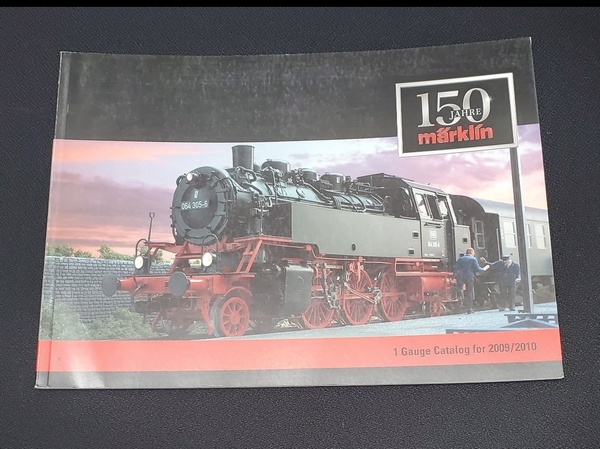 150
JAHRE
märklin
064 305-6
1 Gauge Catalog for 2009/2010